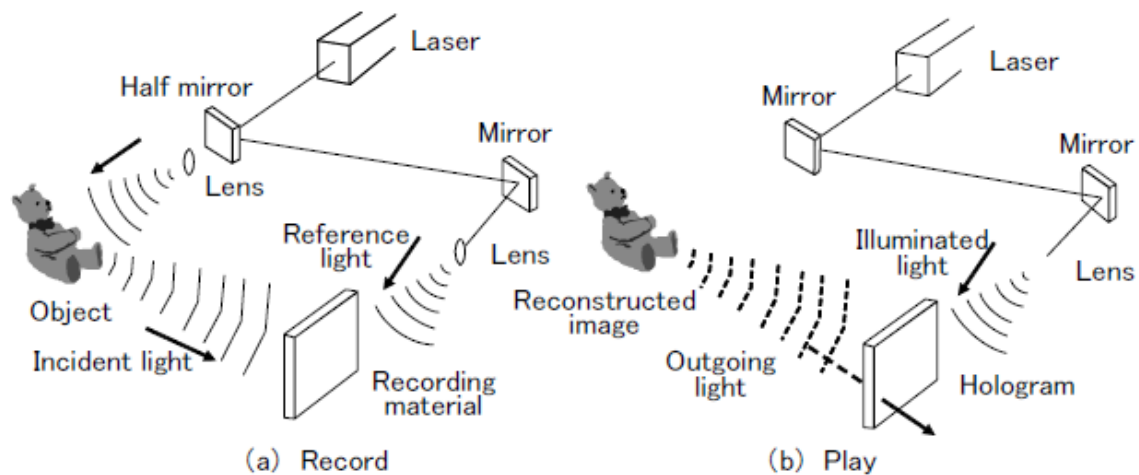 Laser
Half mirror
Mirror
Lens
Reference
light
Lens
Object
Incident light
Recording
material
(a) Record
Laser
Mirror
Mirror
Illuminated
light
Lens
Reconstructed
image
Outgoing
light
Hologram
(b) Play